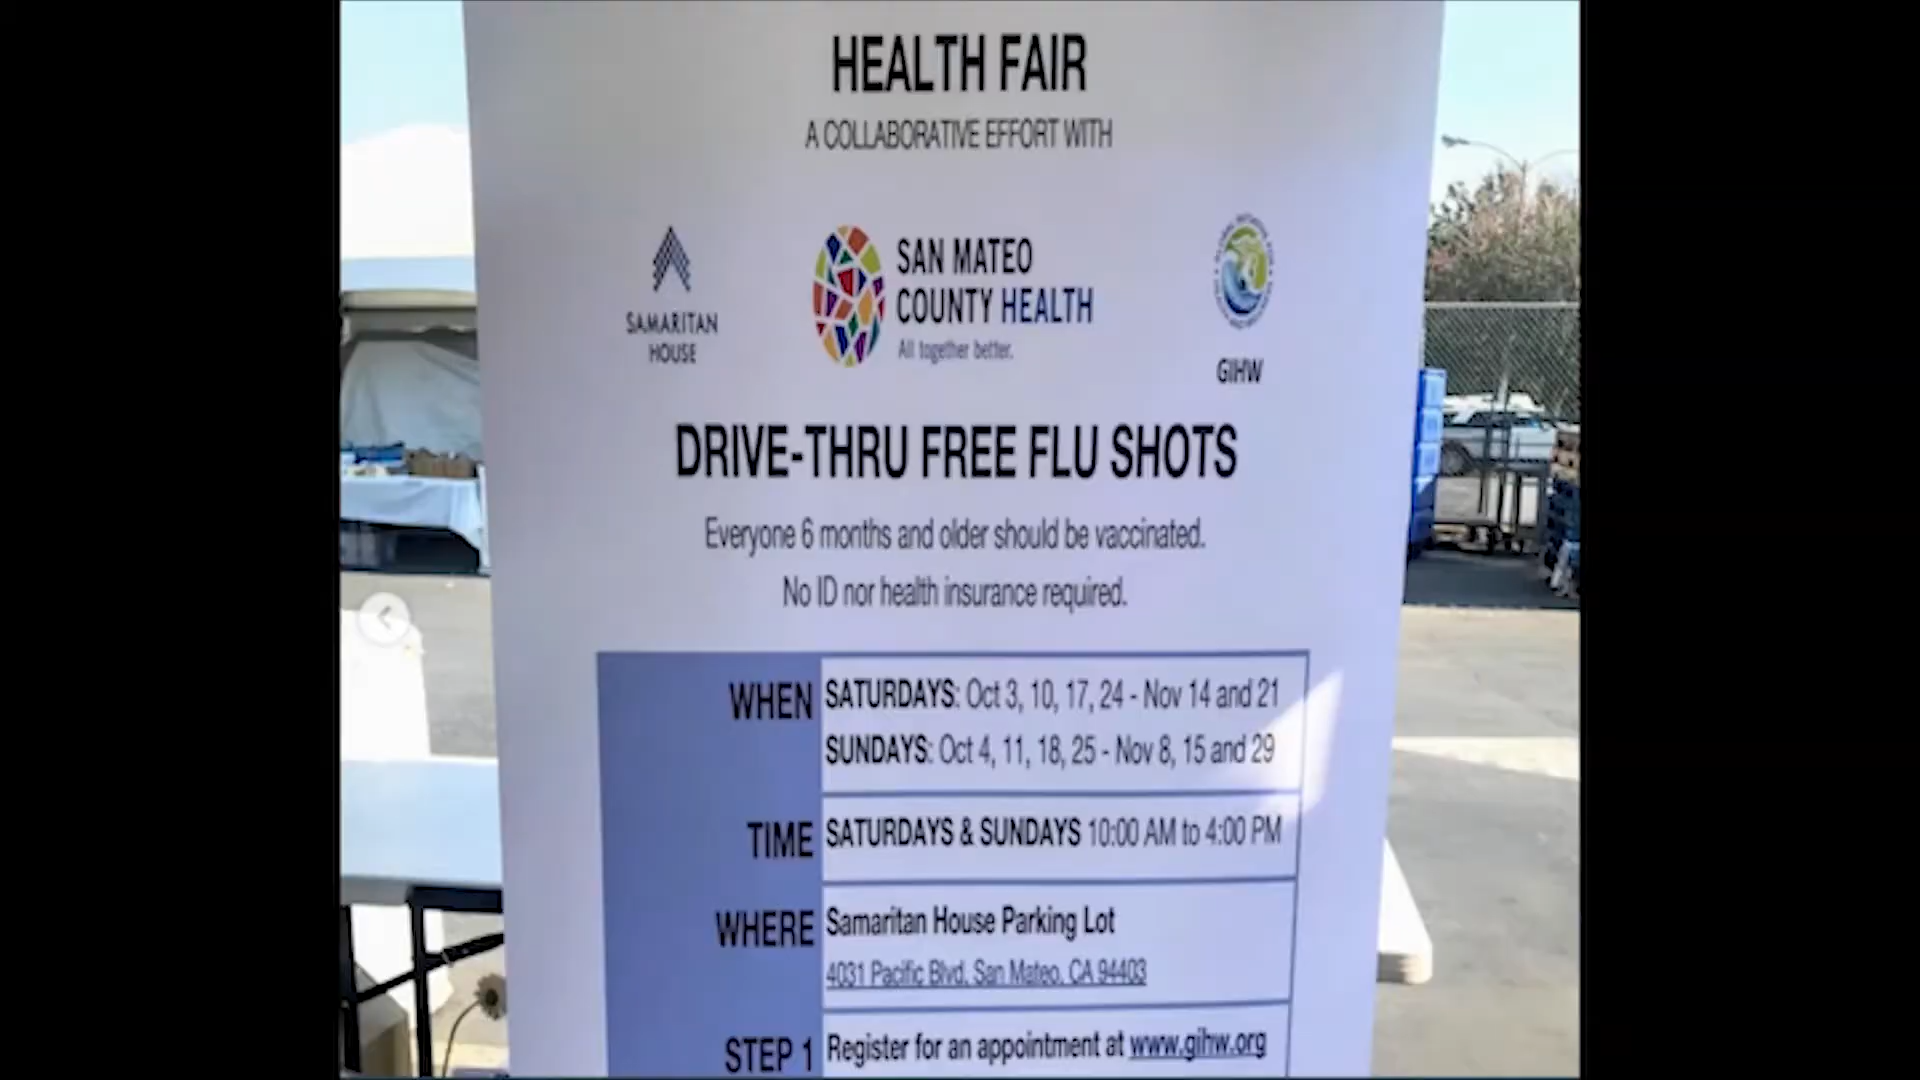 HEALTH FAIR
A COLLABORATIVE EFFORT WITH
SAMARITAN
HOUSE
SAN MATEO
COUNTY HEALTH
All together better.
GIHW
DRIVE-THRU FREE FLU SHOTS
Everyone 6 months and older should be vaccinated.
No ID nor health insurance required.
WHEN SATURDAYS: Oct 3, 10, 17, 24 - Nov 14 and 21
SUNDAYS: Oct 4, 11, 18, 25 - Nov 8, 15 and 29
TIME SATURDAYS & SUNDAYS 10:00 AM to 4:00 PM
WHERE Samaritan House Parking Lot
4031 Pacific Blvd, San Mateo, CA 94403
STEP 1 Register for an appointment at www.gihw.org